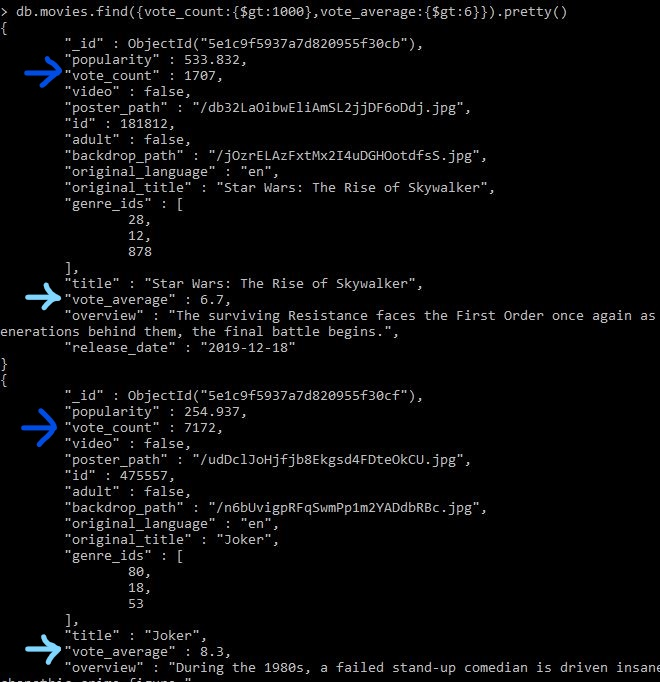 > db.movies.find({vote_count:{$gt:1000},vote_average:{$gt:6}}).pretty()
{
"_id" : ObjectId("5e1c9f5937a7d820955f30cb"),
"popularity" : 533.832,
"vote_count" : 1707,
"video" : false,
"poster_path" : "/db32LaOibwEliAmSL2jjDF6oDdj.jpg",
"id" : 181812,
"adult" : false,
"backdrop_path" : "/jOzrELAzFxtMx2I4uDGHOotdfsS.jpg",
"original_language" : "en",
"original_title" : "Star Wars: The Rise of Skywalker",
"genre_ids" : [
28,
12,
878
],
"title" : "Star Wars: The Rise of Skywalker",
"vote_average" : 6.7,
"overview" : "The surviving Resistance faces the First Order once again as
enerations behind them, the final battle begins.",
"release_date" : "2019-12-18"
}
{
"_id" : ObjectId("5e1c9f5937a7d820955f30cf"),
"popularity" : 254.937,
"vote_count" : 7172,
"video" : false,
"poster_path" : "/udDclJoHjfjb8Ekgsd4FDteOkCU.jpg",
"id" : 475557,
"adult" : false,
"backdrop_path" : "/n6bUvigpRFqSwmPp1m2YADdbRBc.jpg",
"original_language" : "en",
"original_title" : "Joker",
"genre_ids" : [
80,
18,
53
],
"title" : "Joker",
"vote_average" : 8.3,
"overview" : "During the 1980s, a failed stand-up comedian is driven insane